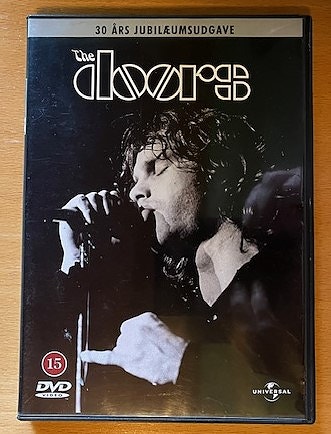 30 ÅRS JUBILÆUMSUDGAVE
The
doors
15
DVD
VIDEO
UNIVERSAL